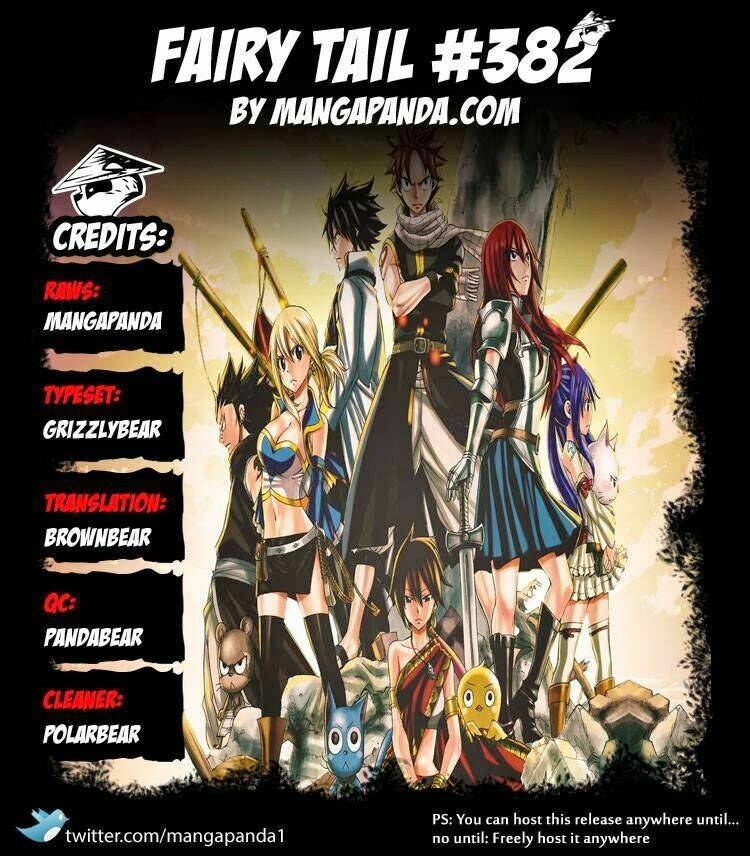 FAIRY TAIL #382
BY MANGAPANDA.COM
CREDITS:
RAWS:
MANGAPANDA
TYPESET:
GRIZZLYBEAR
TRANSLATION:
BROWNBEAR
QC:
PANDABEAR
CLEANER:
POLARBEAR
twitter.com/mangapanda1
PS: You can host this release anywhere until...
no until: Freely host it anywhere